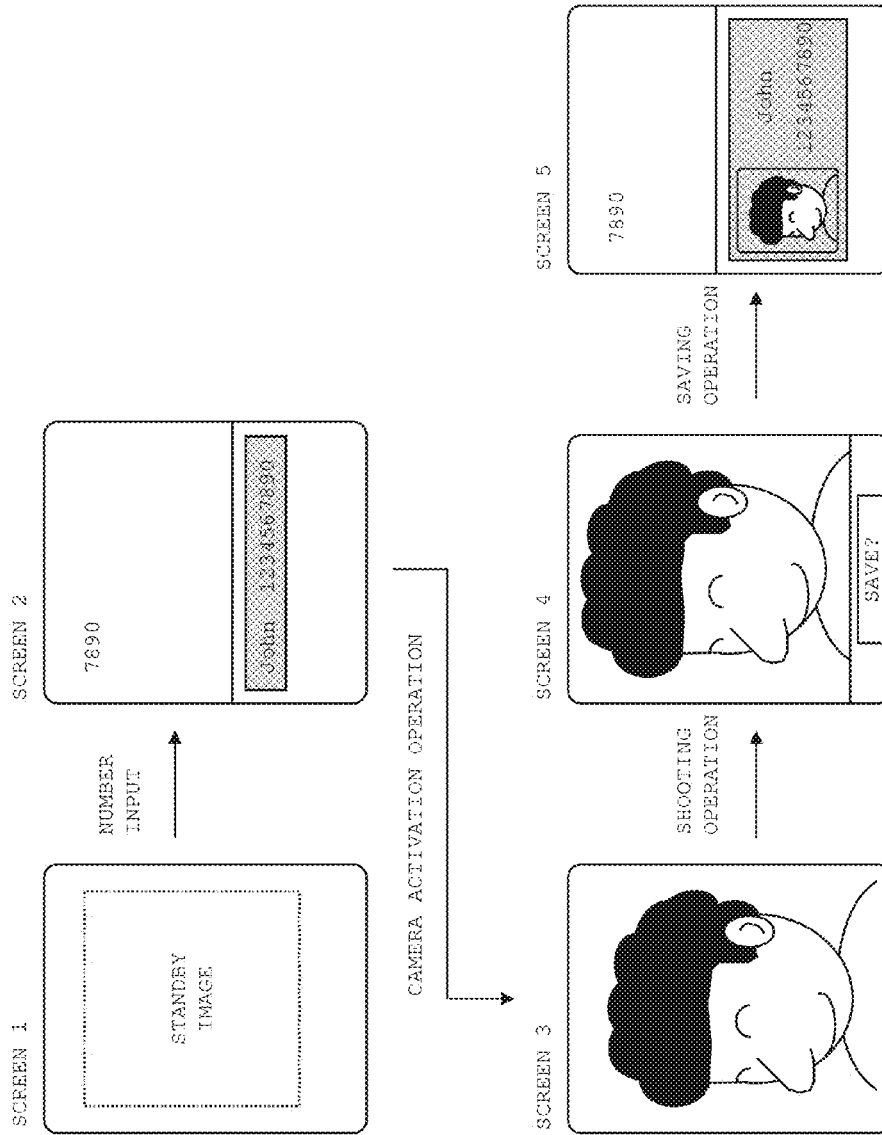 SCREEN 1
STANDBY
IMAGE
NUMBER
INPUT
SCREEN 2
7890
John 1234567890
CAMERA ACTIVATION OPERATION
SCREEN 3
SHOOTING
OPERATION
SCREEN 4
SAVE?
SAVING
OPERATION
SCREEN 5
7890
John
1234567890